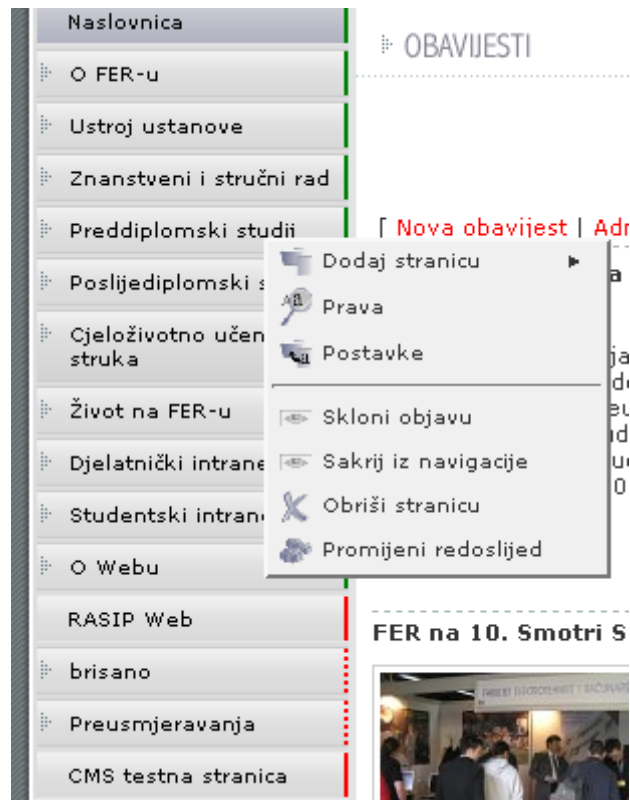 Naslovnica
O FER-u
Ustroj ustanove
Znanstveni i stručni rad
Preddiplomski studii
Poslijediplomski
Cjeloživotno učen
struka
Život na FER-u
Djelatnički intrane
Studentski intran
O Webu
RASIP Web
brisano
Preusmjeravanja
CMS testna stranica
OBAVIJESTI
[ Nova obavijest | Adm
Dodaj stranicu
Prava
Postavke
Skloni objavu
Sakrij iz navigacije
Obriši stranicu
Promijeni redoslijed
FER na 10. Smotri S